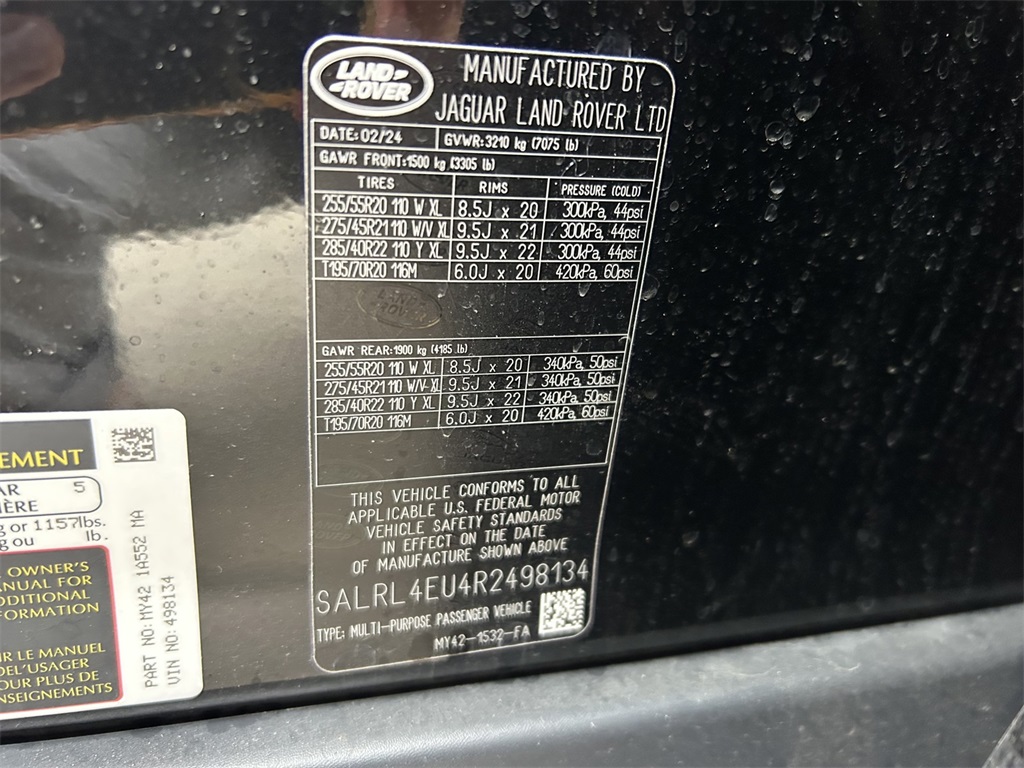 LAND
ROVER
MANUFACTURED BY
JAGUAR LAND ROVER LTD
DATE:02/24 GVWR:3210 kg (7075 lb)
GAWR FRONT:1500 kg (3305 lb)
TIRES RIMS PRESSURE (COLD)
255/55R20 110 W XL 8.5J x 20 300kPa, 44psi
275/45R21 110 W/V XL 9.5J x 21 300kPa, 44psi
285/40R22 110 Y XL 9.5J x 22 300kPa, 44psi
T195/70R20 116M 6.0J x 20 420kPa, 60psi
LAND
ROVER
GAWR REAR:1900 kg (4185 lb)
255/55R20 110 W XL 8.5J x 20 340kPa, 50psi
275/45R21 110 W/V XL 9.5J x 21 340kPa, 50psi
285/40R22 110 Y XL 9.5J x 22 340kPa, 50psi
T195/70R20 116M 6.0J x 20 420kPa, 60psi
THIS VEHICLE CONFORMS TO ALL
APPLICABLE U.S. FEDERAL MOTOR
VEHICLE SAFETY STANDARDS
IN EFFECT ON THE DATE
OF MANUFACTURE SHOWN ABOVE
SALRL4EU4R2498134
TYPE: MULTI-PURPOSE PASSENGER VEHICLE
MY42-1532-FA
EMENT
AR 5
IÈRE
g or 1157lbs.
g ou lb.
OWNER'S
ANUAL FOR
DDITIONAL
FORMATION
IR LE MANUEL
DEL'USAGER
OUR PLUS DE
NSEIGNEMENTS
PART NO: MY42 1A552 MA
VIN NO: 498134